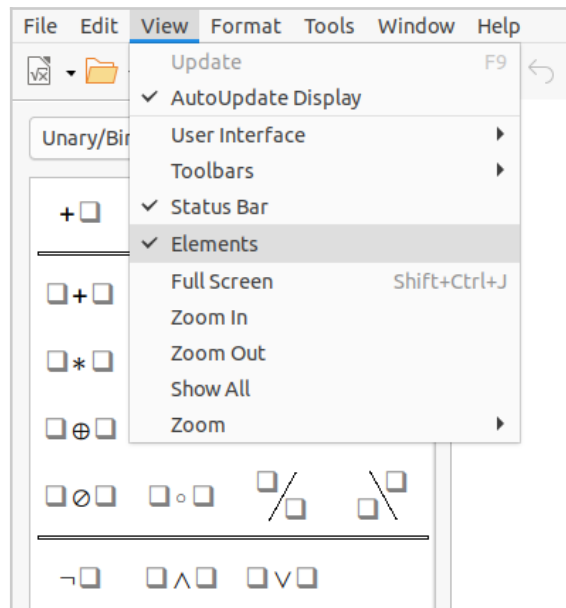 File Edit View Format Tools Window Help
Update F9
✓ AutoUpdate Display
Unary/Bin
User Interface
Toolbars
✓ Status Bar
✓ Elements
Full Screen Shift+Ctrl+J
Zoom In
Zoom Out
Show All
Zoom
+□
□+□
□∗□
□⊕□
□⊘□ □∘□ □/□ □\□
¬□ □∧□ □∨□